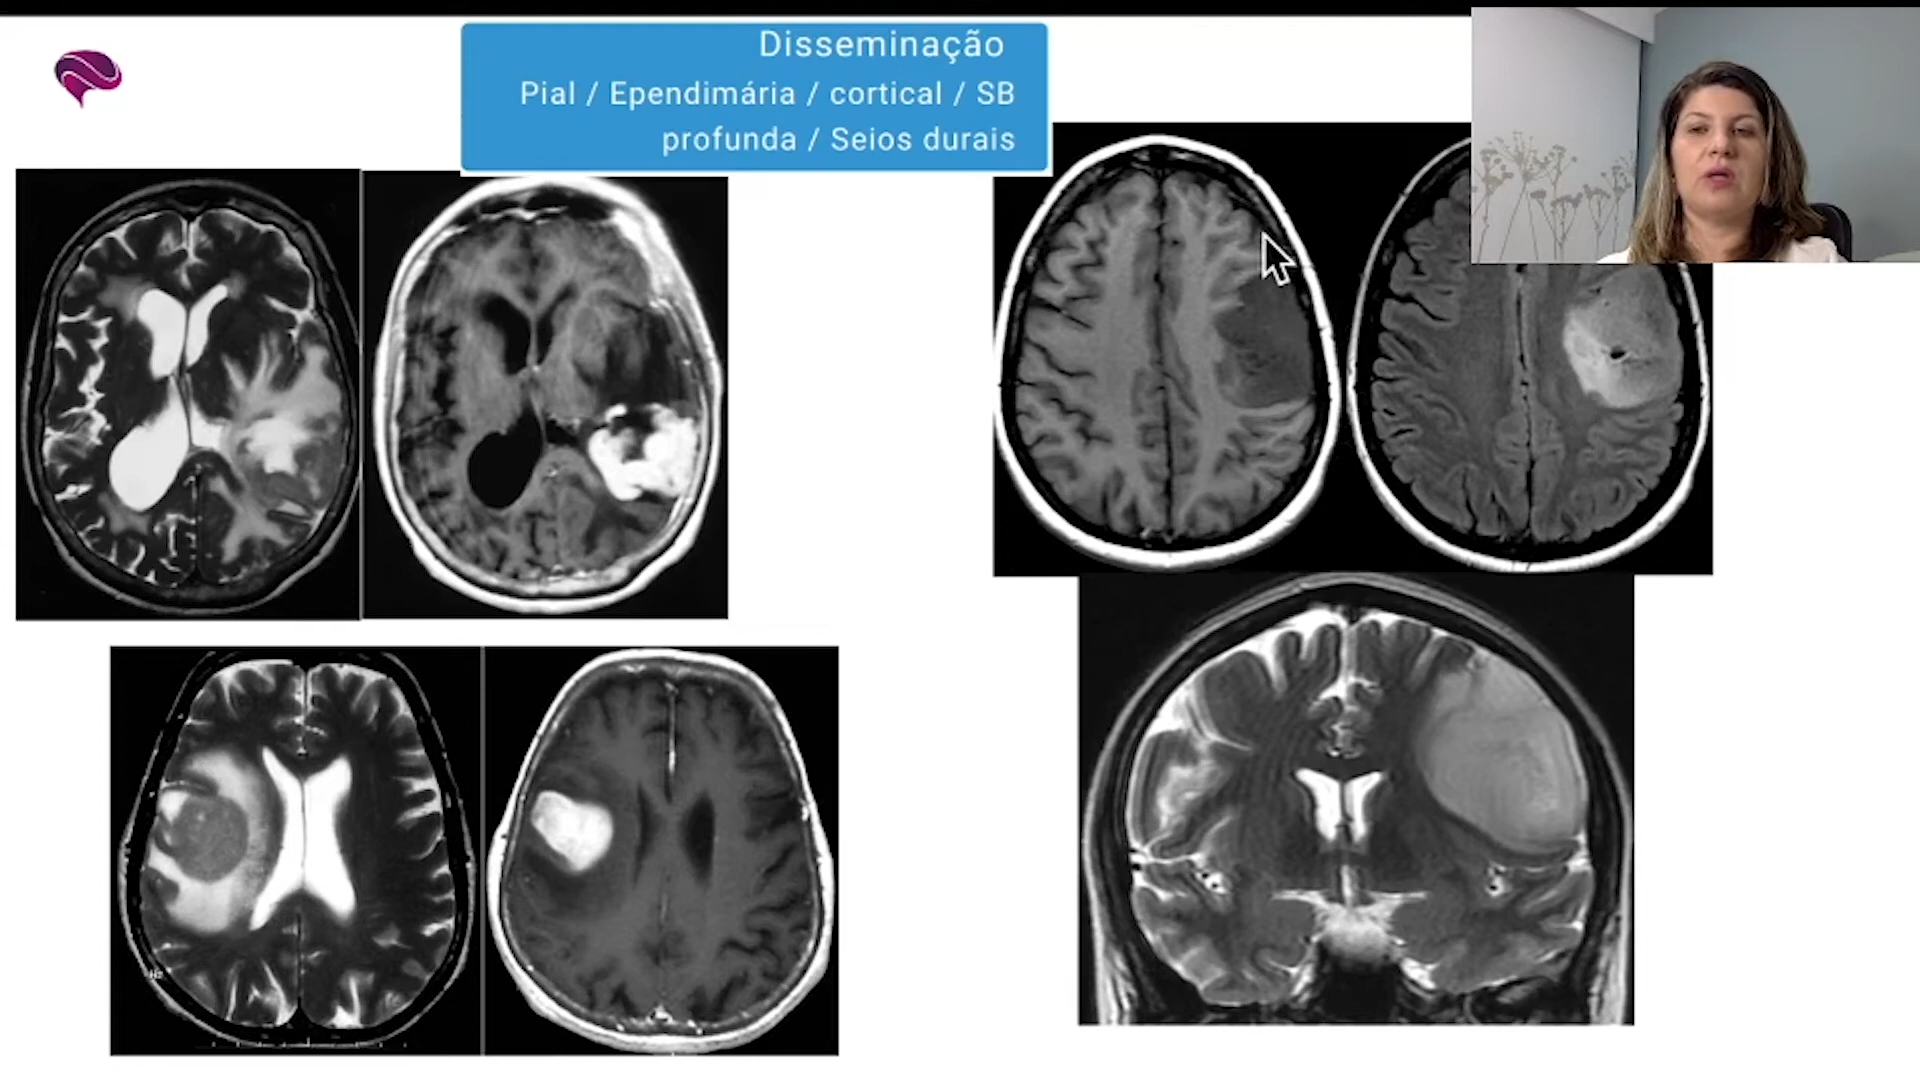 Disseminação
Pial / Ependimária / cortical / SB
profunda / Seios durais